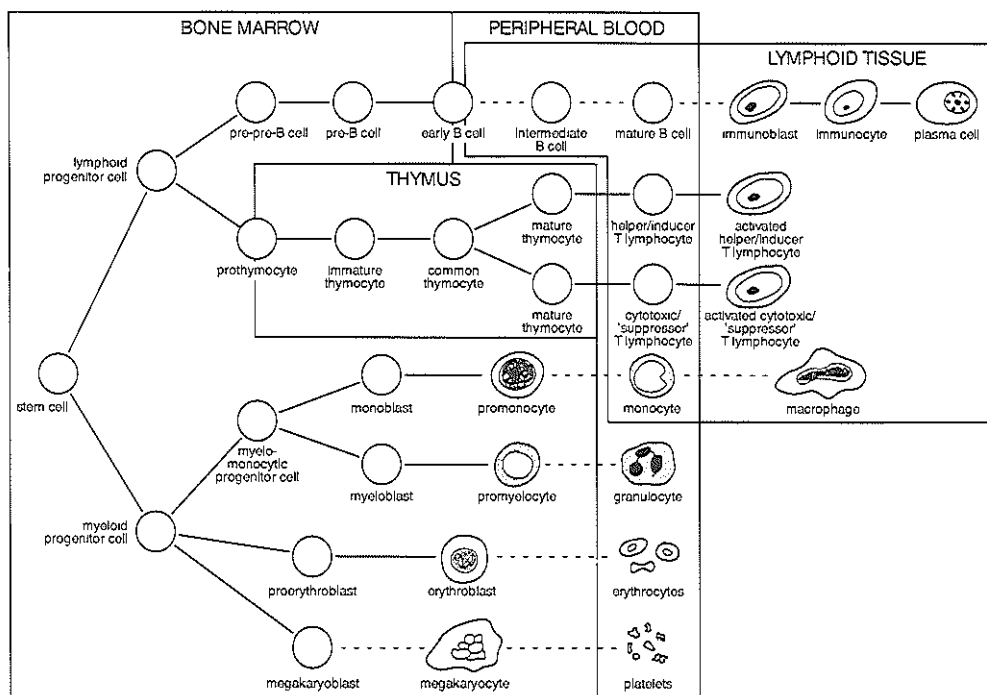 BONE MARROW
PERIPHERAL BLOOD
LYMPHOID TISSUE
pre-pre-B cell
pre-B cell
early B cell
intermediate
B cell
mature B cell
immunoblast
immunocyte
plasma cell
lymphoid
progenitor cell
THYMUS
mature
thymocyte
helper/inducer
T lymphocyte
activated
helper/inducer
T lymphocyte
prothymocyte
immature
thymocyte
common
thymocyte
mature
thymocyte
cytotoxic/
'suppressor'
T lymphocyte
activated cytotoxic/
'suppressor'
T lymphocyte
stem cell
monoblast
promonocyte
monocyte
macrophage
myelo-
monocytic
progenitor cell
myeloblast
promyelocyte
granulocyte
myeloid
progenitor cell
proerythroblast
erythroblast
erythrocytes
megakaryoblast
megakaryocyte
platelets